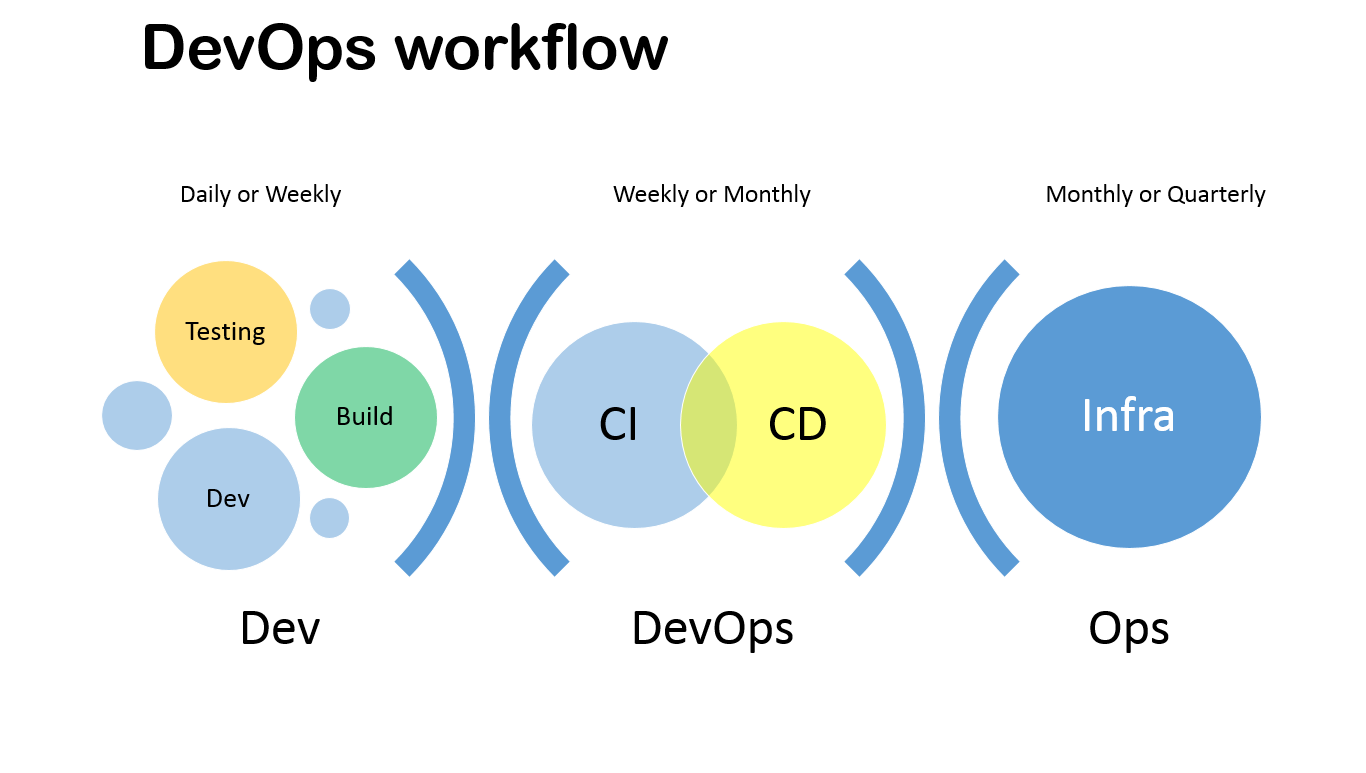 DevOps workflow
Daily or Weekly
Weekly or Monthly
Monthly or Quarterly
Testing
Build
Dev
CI
CD
Infra
Dev
DevOps
Ops